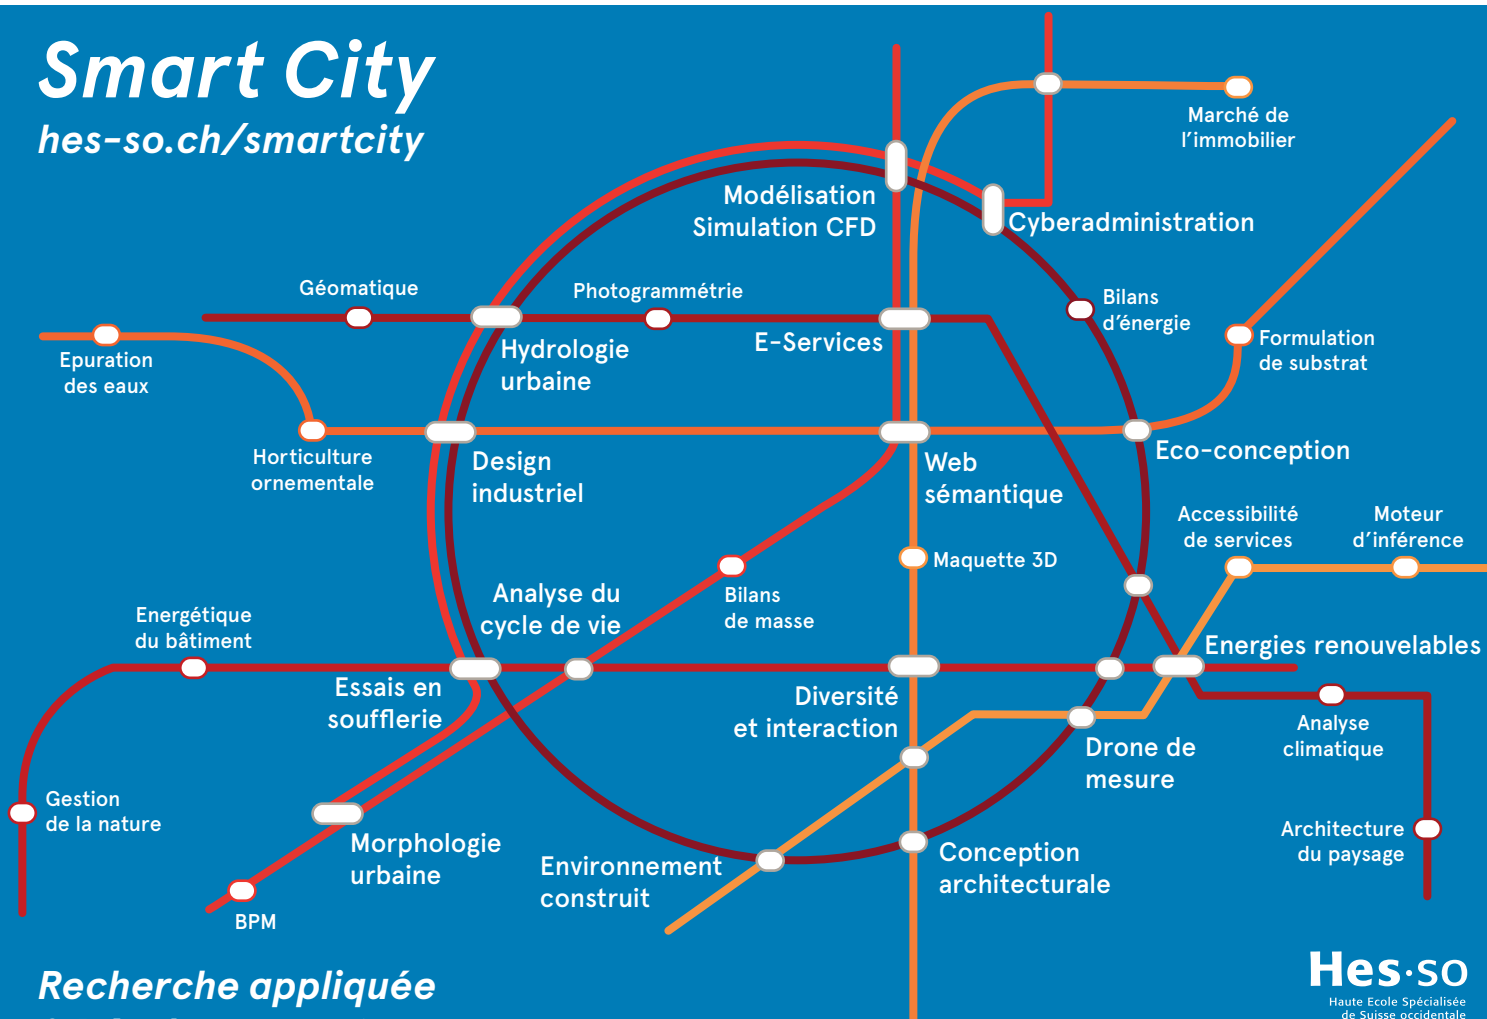 Smart City
hes-so.ch/smartcity
Marché de
l'immobilier
Modélisation
Simulation CFD
Cyberadministration
Géomatique
Photogrammétrie
Bilans
d'énergie
Epuration
des eaux
Hydrologie
urbaine
E-Services
Formulation
de substrat
Horticulture
ornementale
Design
industriel
Web
sémantique
Eco-conception
Accessibilité
de services
Moteur
d'inférence
Maquette 3D
Analyse du
cycle de vie
Bilans
de masse
Energétique
du bâtiment
Energies renouvelables
Essais en
soufflerie
Diversité
et interaction
Analyse
climatique
Drone de
mesure
Gestion
de la nature
Morphologie
urbaine
Environnement
construit
Conception
architecturale
Architecture
du paysage
BPM
Recherche appliquée
Hes·so
Haute Ecole Spécialisée
de Suisse occidentale